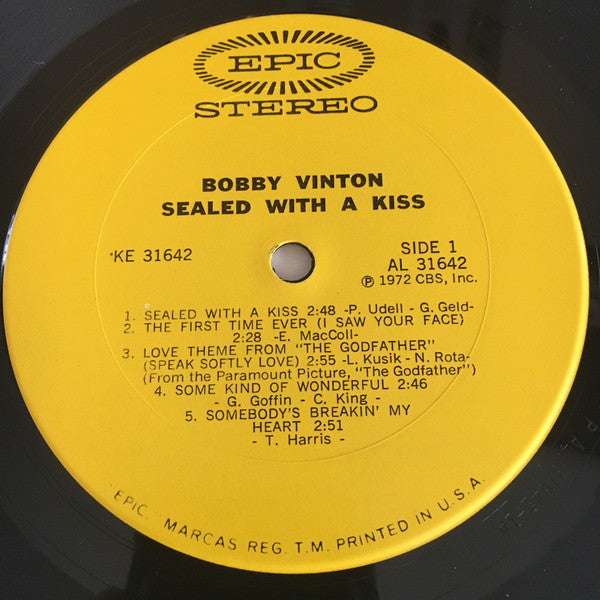 EPIC
STEREO
BOBBY VINTON
SEALED WITH A KISS
KE 31642
SIDE 1
AL 31642
Ⓟ 1972 CBS, Inc.
1. SEALED WITH A KISS 2:48 -P. Udell - G. Geld-
2. THE FIRST TIME EVER (I SAW YOUR FACE)
2:28 -E. MacColl-
3. LOVE THEME FROM "THE GODFATHER"
(SPEAK SOFTLY LOVE) 2:55 -L. Kusik - N. Rota-
(From the Paramount Picture, "The Godfather")
4. SOME KIND OF WONDERFUL 2:46
- G. Goffin - C. King -
5. SOMEBODY'S BREAKIN' MY
HEART 2:51
- T. Harris -
"EPIC," MARCAS REG. T.M. PRINTED IN U.S.A.